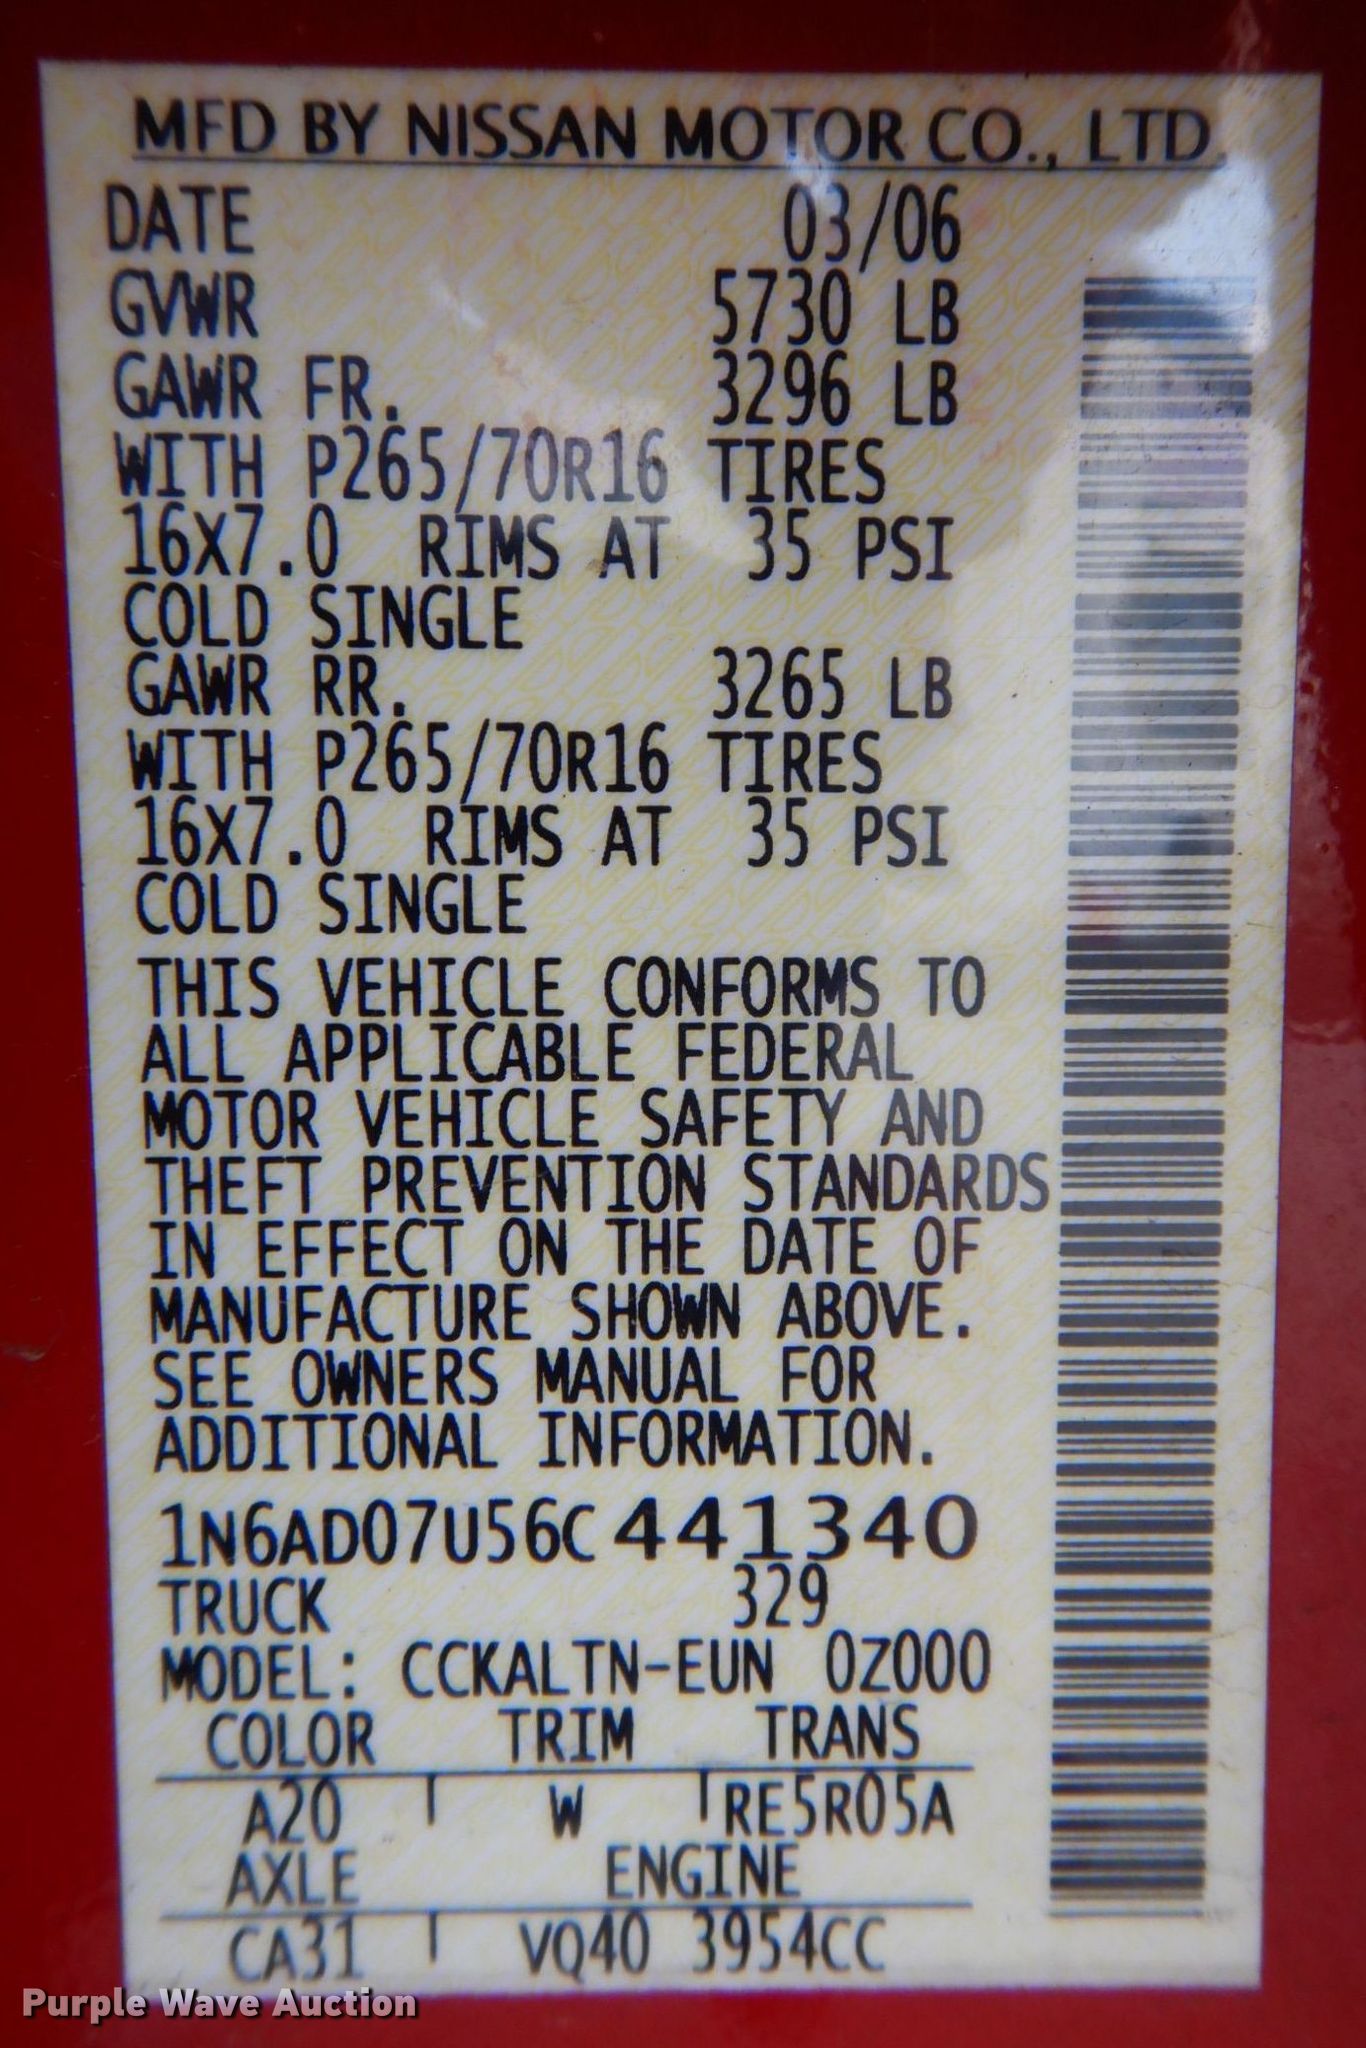 MFD BY NISSAN MOTOR CO., LTD.
DATE 03/06
GVWR 5730 LB
GAWR FR. 3296 LB
WITH P265/70R16 TIRES
16X7.0 RIMS AT 35 PSI
COLD SINGLE
GAWR RR. 3265 LB
WITH P265/70R16 TIRES
16X7.0 RIMS AT 35 PSI
COLD SINGLE
THIS VEHICLE CONFORMS TO
ALL APPLICABLE FEDERAL
MOTOR VEHICLE SAFETY AND
THEFT PREVENTION STANDARDS
IN EFFECT ON THE DATE OF
MANUFACTURE SHOWN ABOVE.
SEE OWNERS MANUAL FOR
ADDITIONAL INFORMATION.
1N6AD07U56C441340
TRUCK 329
MODEL: CCKALTN-EUN 0Z000
COLOR TRIM TRANS
A20 W RE5R05A
AXLE ENGINE
CA31 VQ40 3954CC
Purple Wave Auction